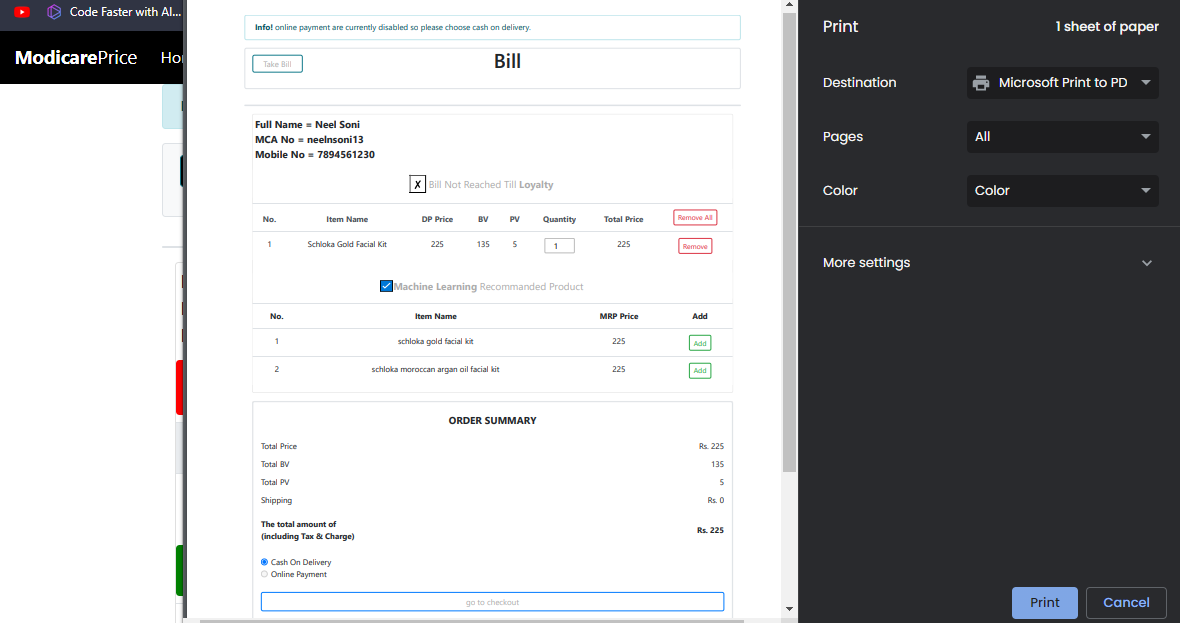 Code Faster with AI...
ModicarePrice
Info! online payment are currently disabled so please choose cash on delivery.
Take Bill
Bill
Full Name = Neel Soni
MCA No = neelnsoni13
Mobile No = 7894561230
✗ Bill Not Reached Till Loyalty
No. Item Name DP Price BV PV Quantity Total Price Remove All
1 Schloka Gold Facial Kit 225 135 5 1 225 Remove
Machine Learning Recommanded Product
No. Item Name MRP Price Add
1 schloka gold facial kit 225 Add
2 schloka moroccan argan oil facial kit 225 Add
ORDER SUMMARY
Total Price Rs. 225
Total BV 135
Total PV 5
Shipping Rs. 0
The total amount of
(including Tax & Charge) Rs. 225
Cash On Delivery
Online Payment
go to checkout
Print 1 sheet of paper
Destination Microsoft Print to PD
Pages All
Color Color
More settings
Print Cancel